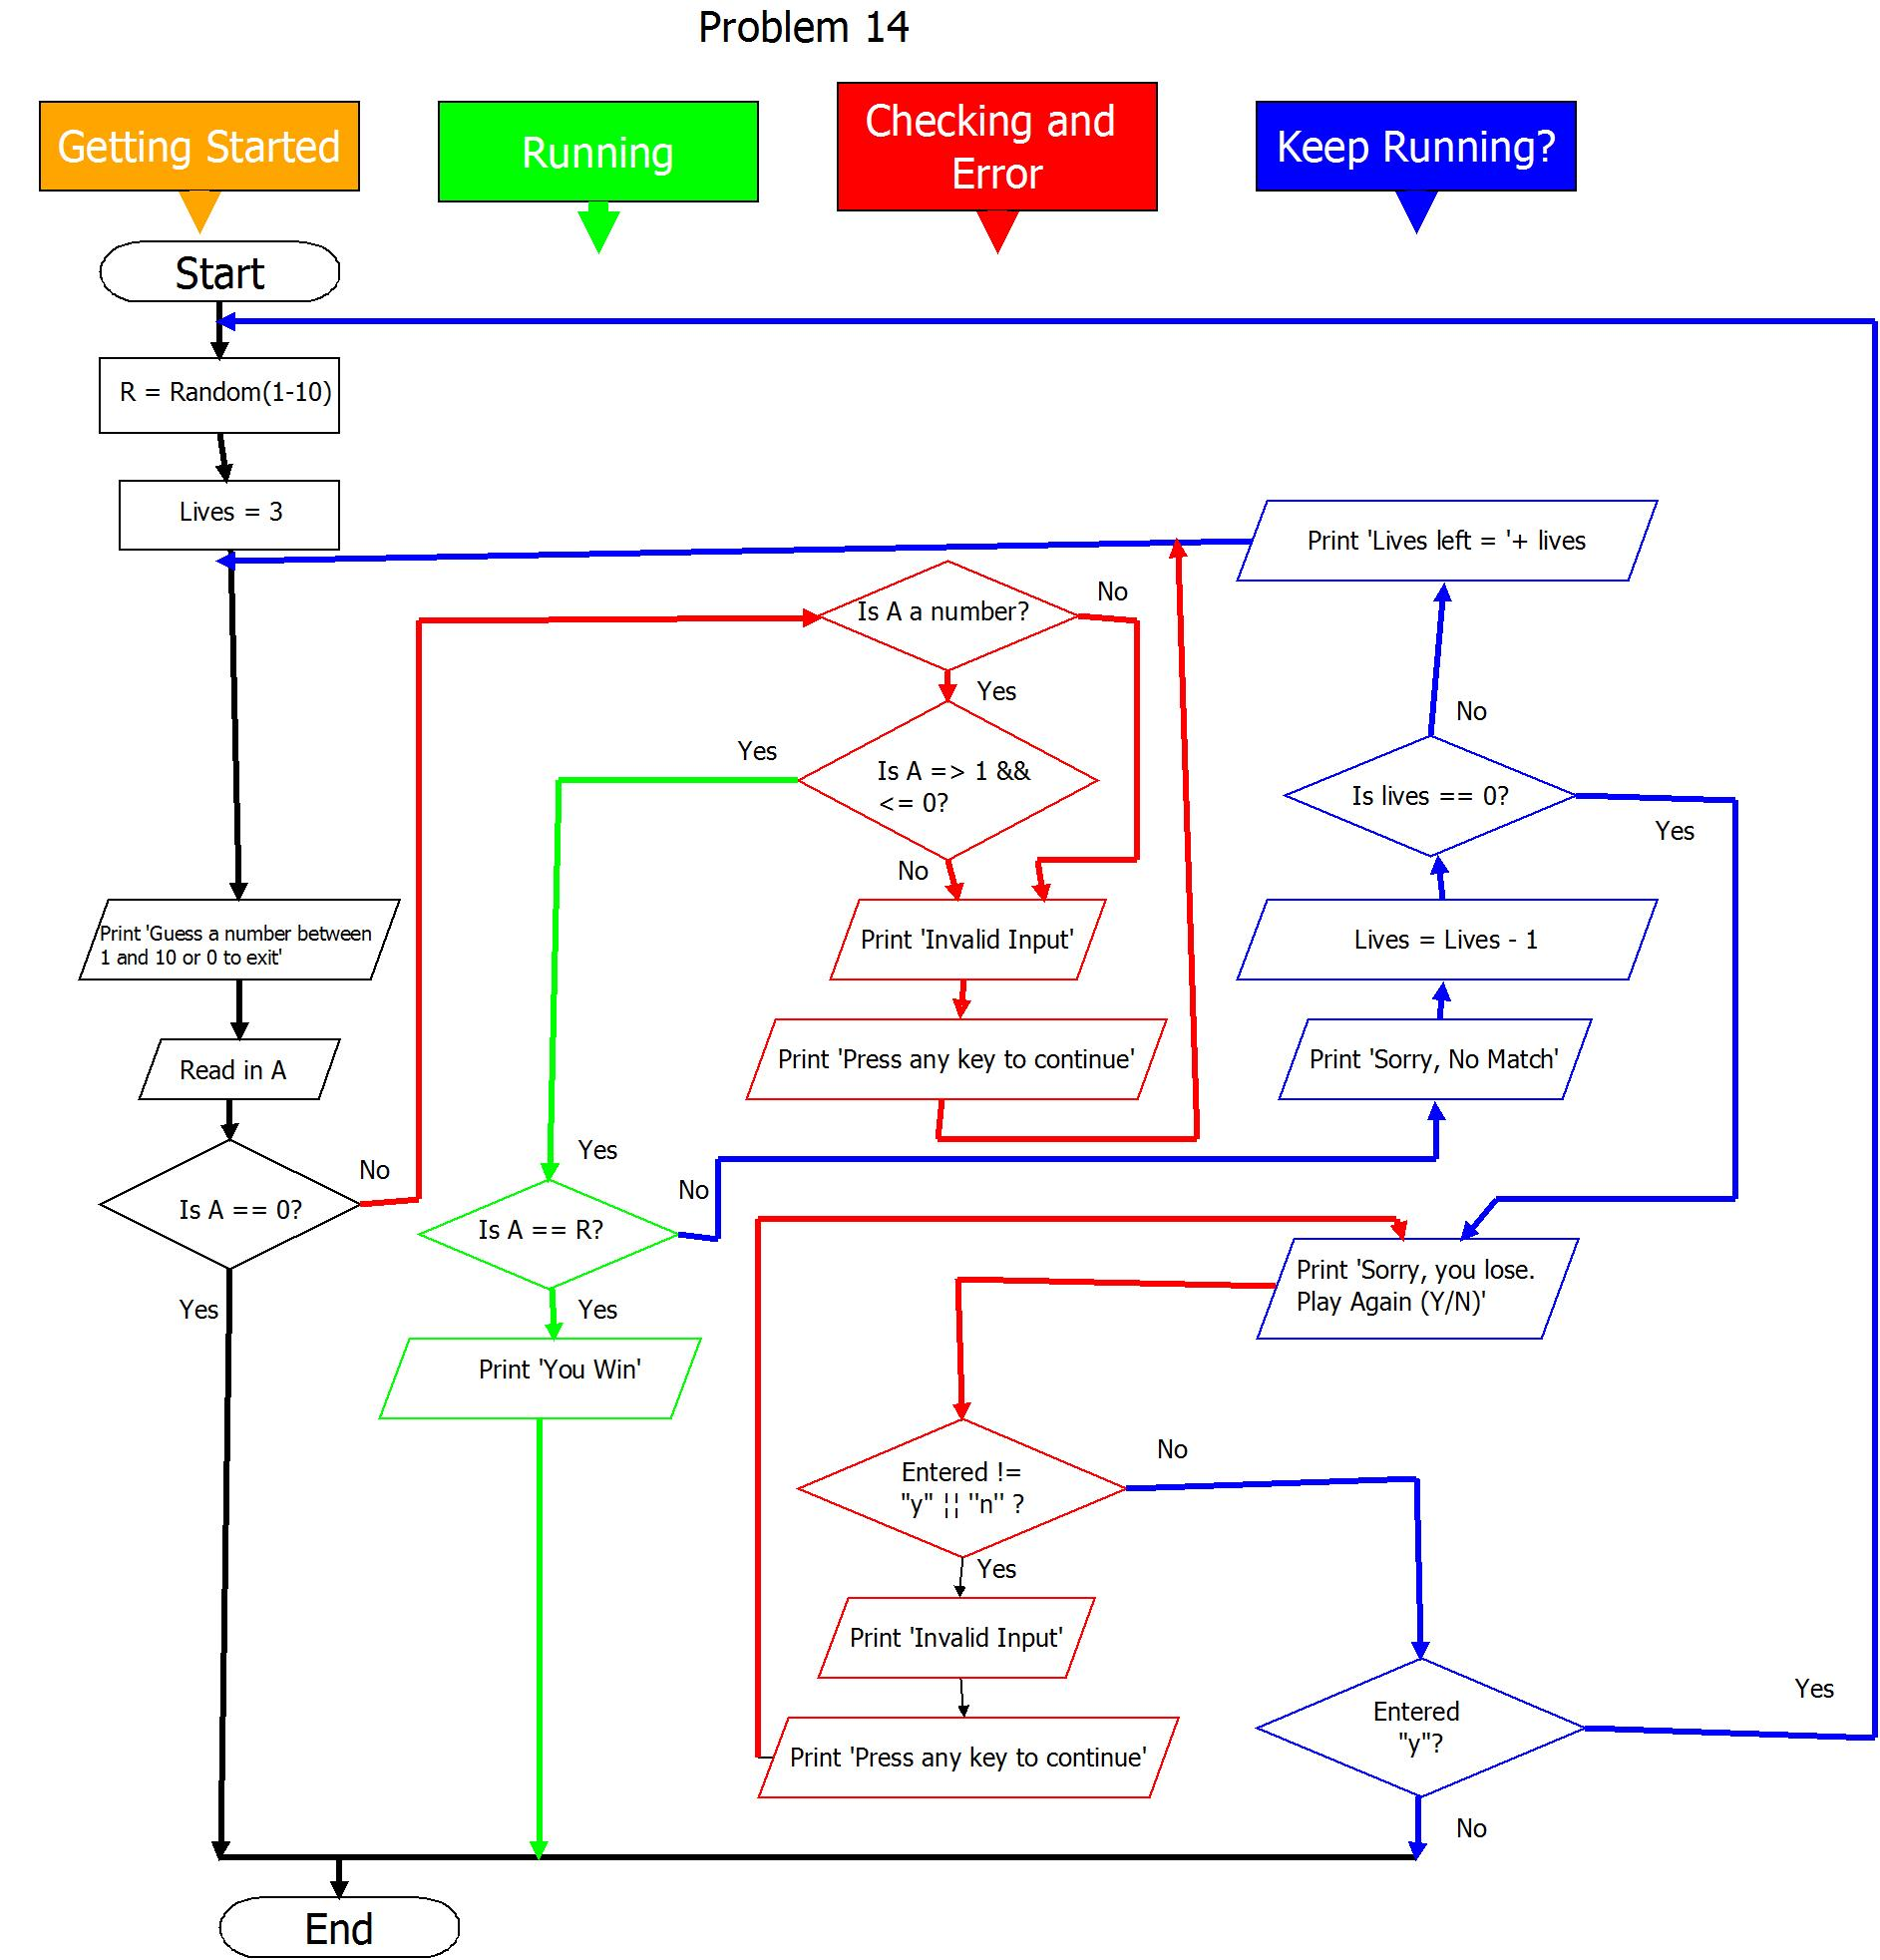 Problem 14
Getting Started
Running
Checking and
Error
Keep Running?
Start
R = Random(1-10)
Lives = 3
Print 'Lives left = '+ lives
Is A a number?
No
Yes
Is A => 1 &&
<= 0?
Yes
No
No
Is lives == 0?
Yes
Print 'Guess a number between
1 and 10 or 0 to exit'
Print 'Invalid Input'
Lives = Lives - 1
Read in A
Print 'Press any key to continue'
Print 'Sorry, No Match'
Is A == 0?
No
Yes
Yes
Is A == R?
No
Yes
Print 'Sorry, you lose.
Play Again (Y/N)'
Print 'You Win'
Entered !=
"y" ¦¦ "n" ?
No
Yes
Print 'Invalid Input'
Entered
"y"?
Yes
Print 'Press any key to continue'
No
End